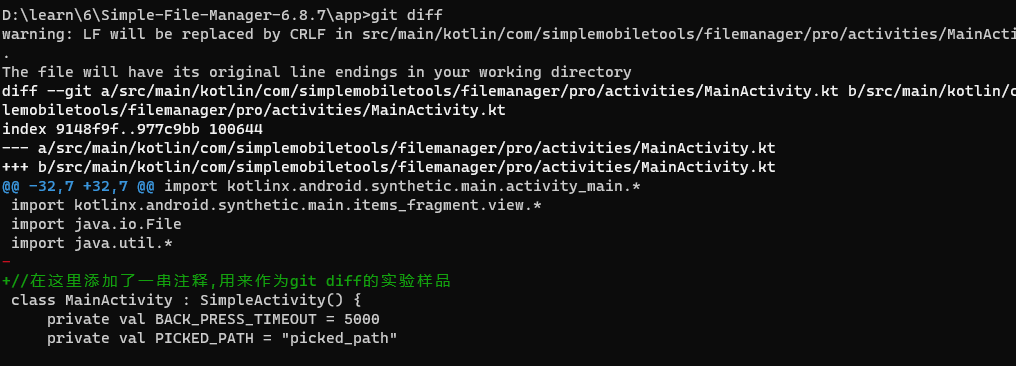 D:\learn\6\Simple-File-Manager-6.8.7\app>git diff
warning: LF will be replaced by CRLF in src/main/kotlin/com/simplemobiletools/filemanager/pro/activities/MainActi
.
The file will have its original line endings in your working directory
diff --git a/src/main/kotlin/com/simplemobiletools/filemanager/pro/activities/MainActivity.kt b/src/main/kotlin/c
lemobiletools/filemanager/pro/activities/MainActivity.kt
index 9148f9f..977c9bb 100644
--- a/src/main/kotlin/com/simplemobiletools/filemanager/pro/activities/MainActivity.kt
+++ b/src/main/kotlin/com/simplemobiletools/filemanager/pro/activities/MainActivity.kt
@@ -32,7 +32,7 @@ import kotlinx.android.synthetic.main.activity_main.*
 import kotlinx.android.synthetic.main.items_fragment.view.*
 import java.io.File
 import java.util.*
-
+//在这里添加了一串注释,用来作为git diff的实验样品
 class MainActivity : SimpleActivity() {
     private val BACK_PRESS_TIMEOUT = 5000
     private val PICKED_PATH = "picked_path"